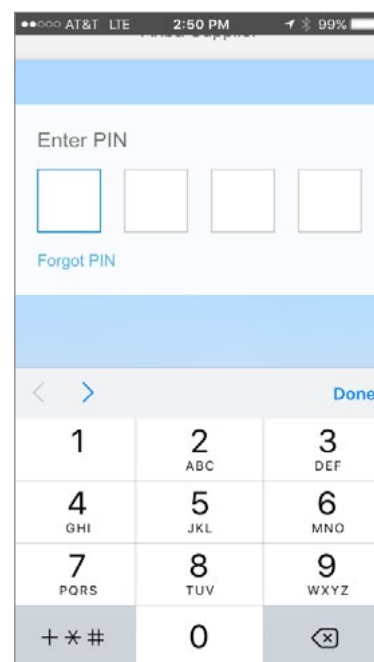 AT&T LTE 2:50 PM 99%
Enter PIN
Forgot PIN
Done
1 2 3
ABC DEF
4 5 6
GHI JKL MNO
7 8 9
PQRS TUV WXYZ
+ * # 0